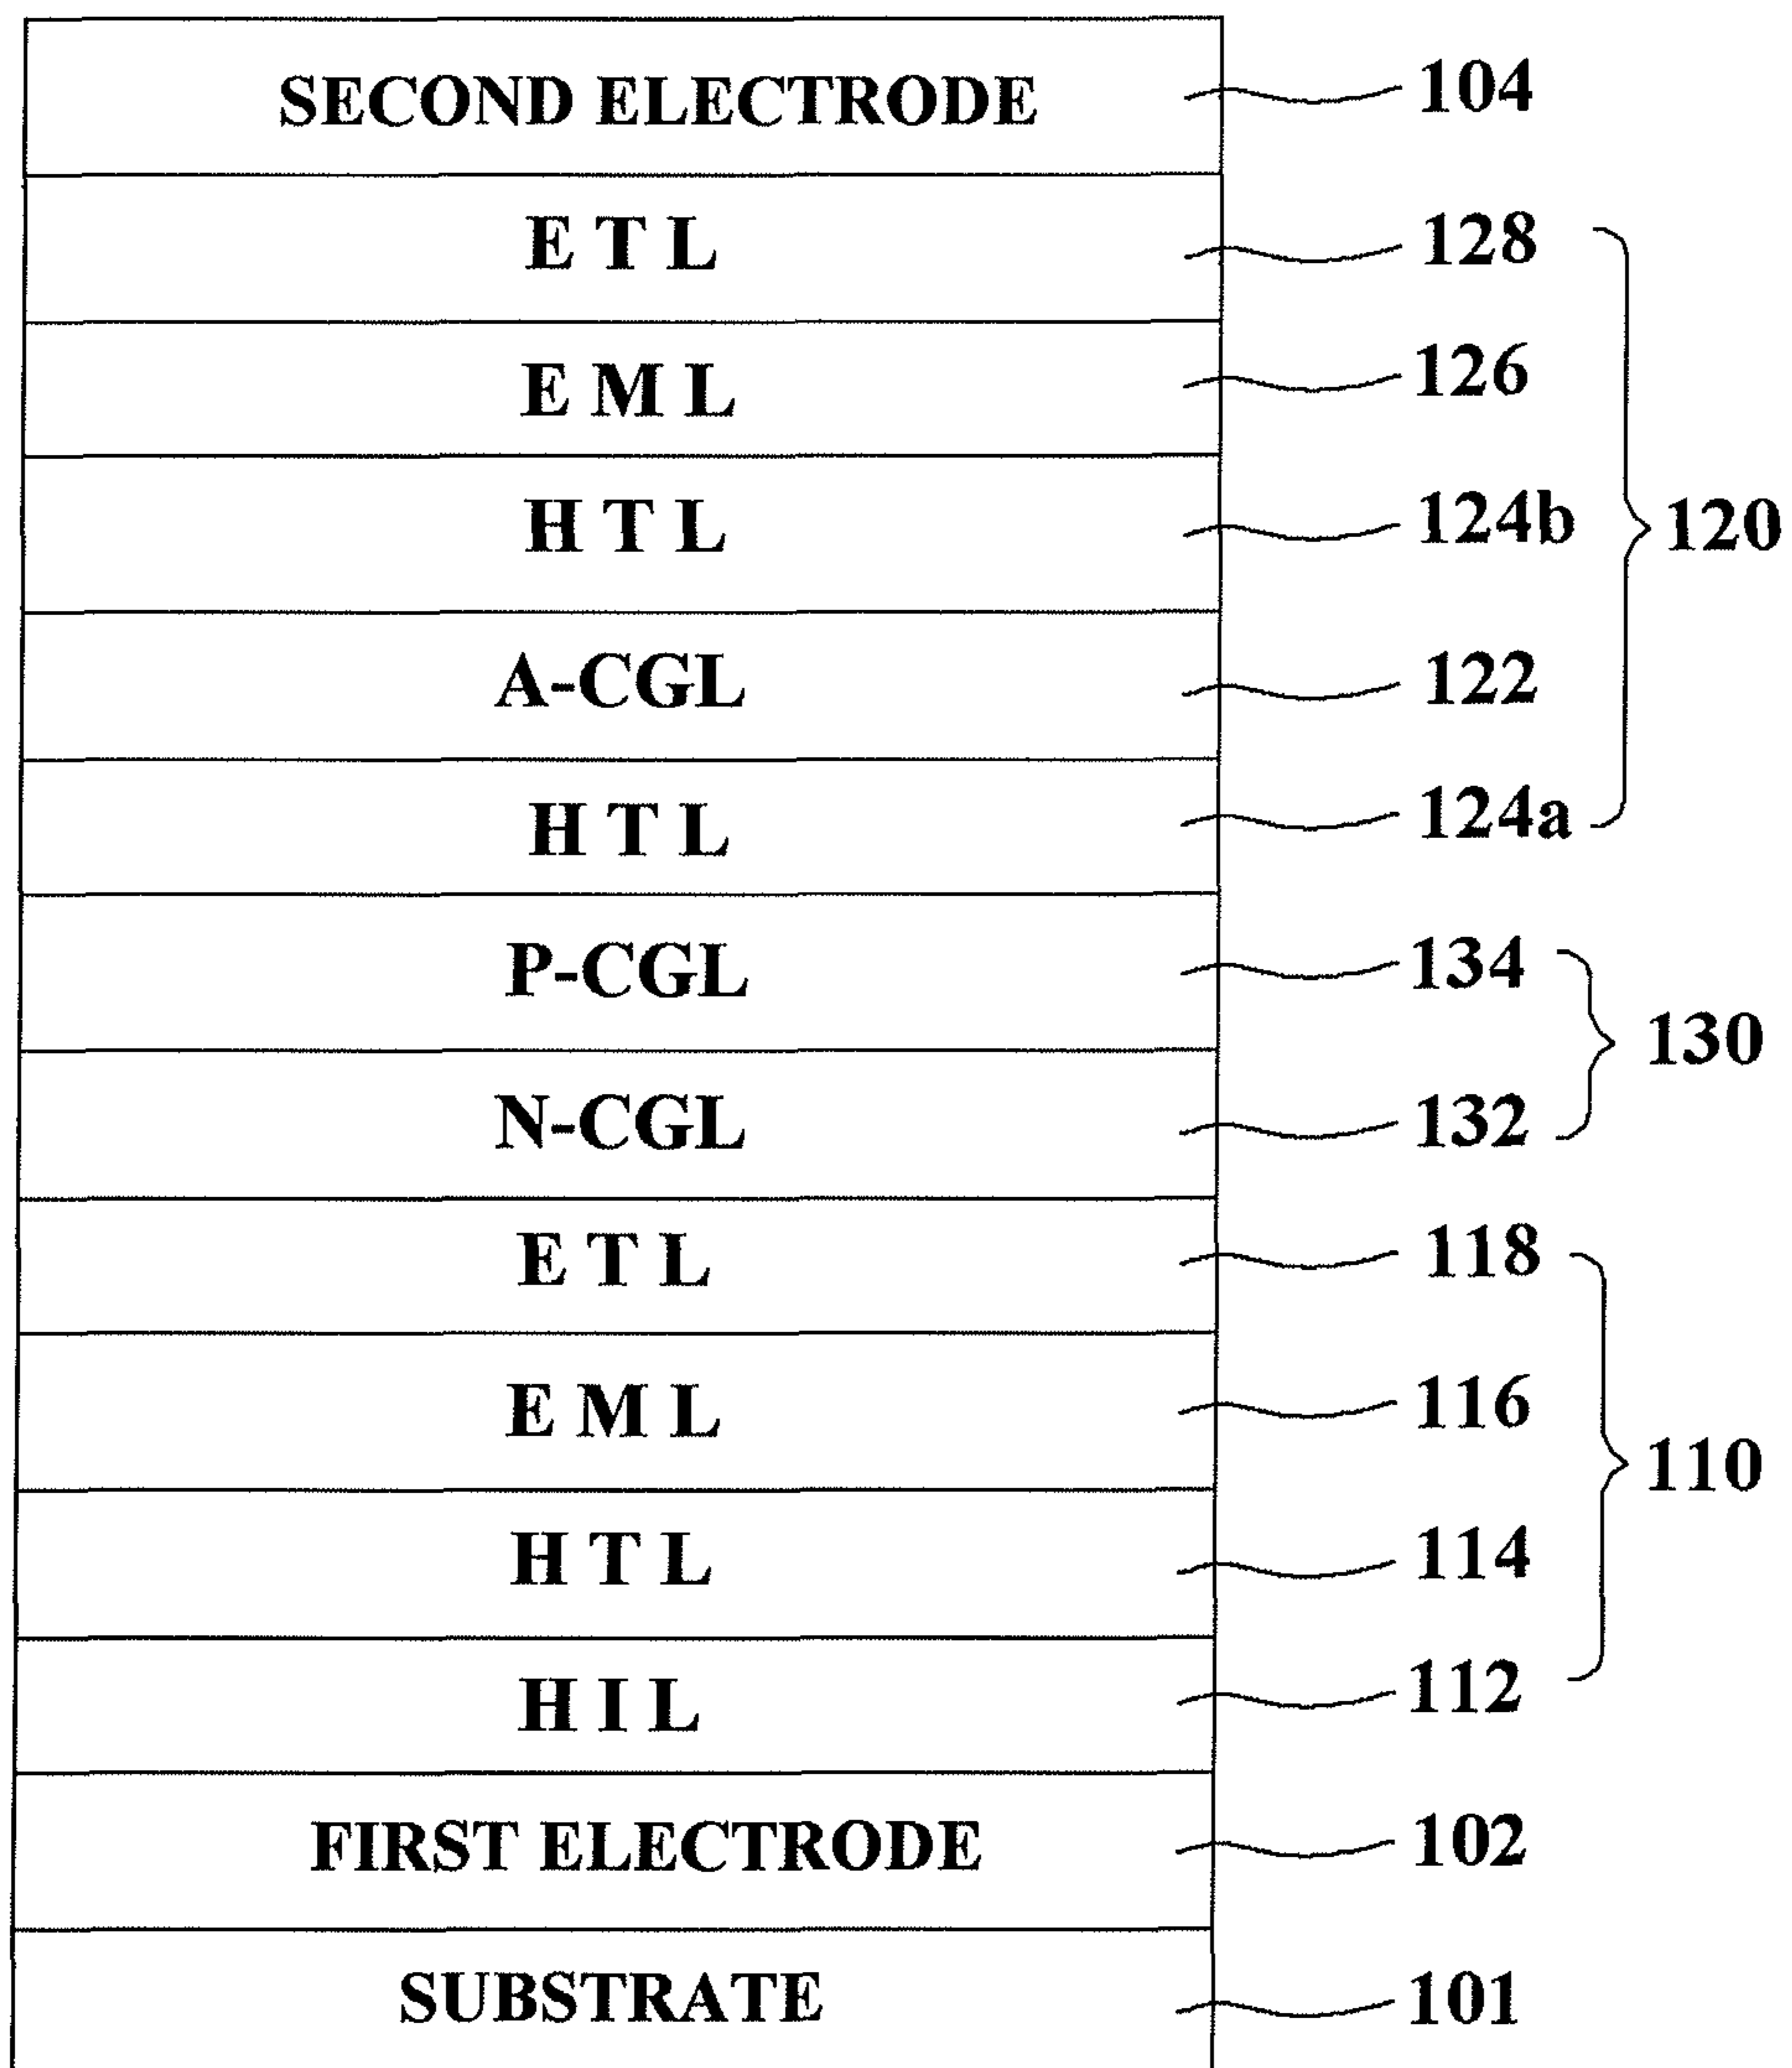 SECOND ELECTRODE 104
E T L 128
E M L 126
H T L 124b
120
A-CGL 122
H T L 124a
P-CGL 134
130
N-CGL 132
E T L 118
E M L 116
110
H T L 114
H I L 112
FIRST ELECTRODE 102
SUBSTRATE 101